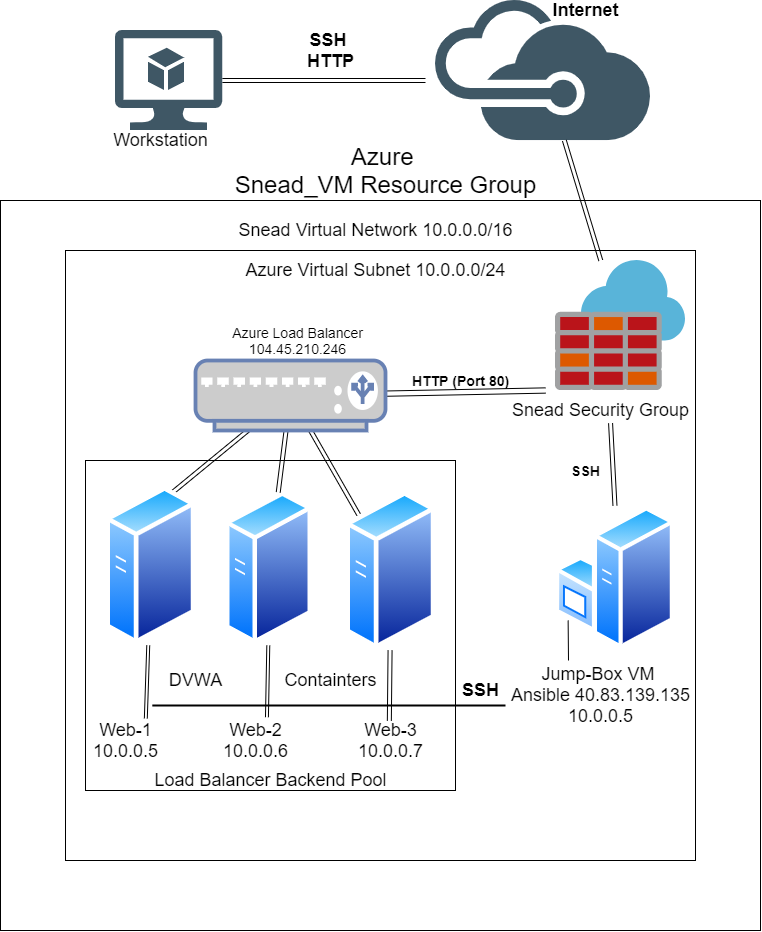 Internet
SSH
HTTP
Workstation
Azure
Snead_VM Resource Group
Snead Virtual Network 10.0.0.0/16
Azure Virtual Subnet 10.0.0.0/24
Azure Load Balancer
104.45.210.246
HTTP (Port 80)
Snead Security Group
SSH
DVWA
Containters
SSH
Jump-Box VM
Ansible 40.83.139.135
10.0.0.5
Web-1
10.0.0.5
Web-2
10.0.0.6
Web-3
10.0.0.7
Load Balancer Backend Pool